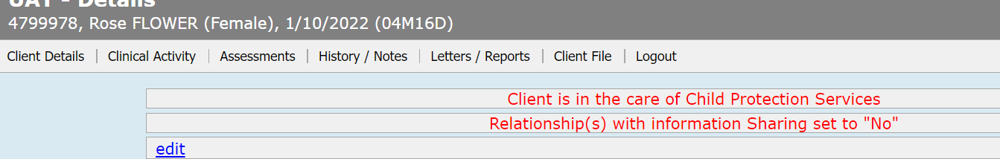 UAT - Details
4799978, Rose FLOWER (Female), 1/10/2022 (04M16D)
Client Details | Clinical Activity | Assessments | History / Notes | Letters / Reports | Client File | Logout
Client is in the care of Child Protection Services
Relationship(s) with information Sharing set to "No"
edit